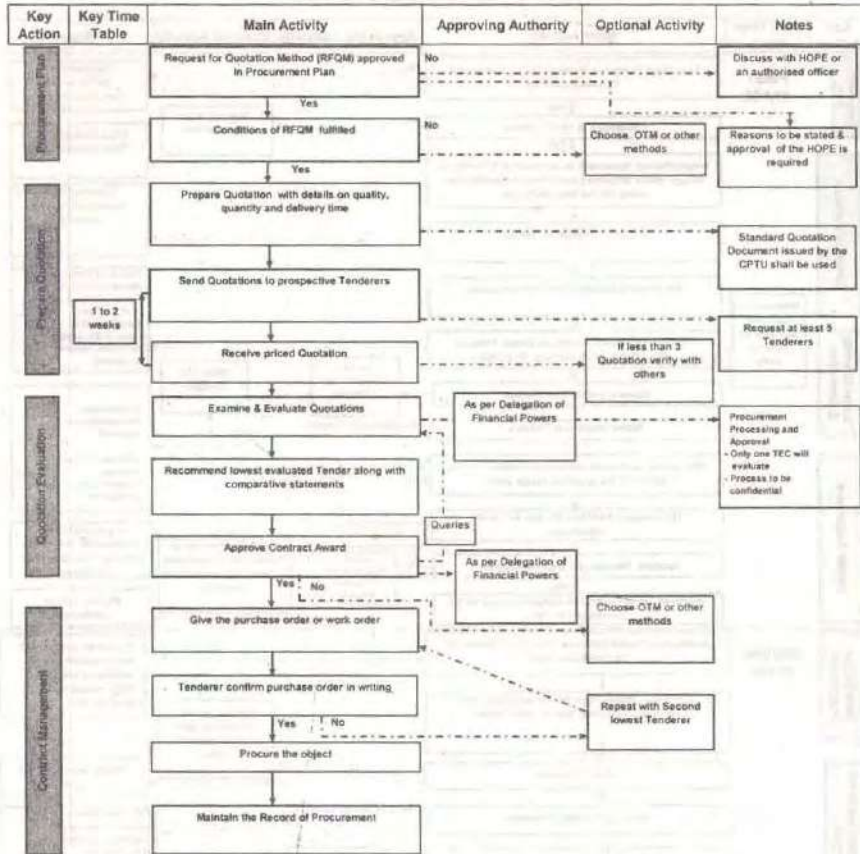 Key Action
Key Time Table
Main Activity
Approving Authority
Optional Activity
Notes
Procurement Plan
Request for Quotation Method (RFQM) approved
in Procurement Plan
No
Discuss with HOPE or
an authorised officer
Yes
Conditions of RFQM fulfilled
No
Choose OTM or other
methods
Reasons to be stated &
approval of the HOPE is
required
Yes
Prepare Quotation
Prepare Quotation with details on quality,
quantity and delivery time
Standard Quotation
Document issued by the
CPTU shall be used
Send Quotations to prospective Tenderers
1 to 2
weeks
Request at least 5
Tenderers
Receive priced Quotation
If less than 3
Quotation verify with
others
Quotation Evaluation
Examine & Evaluate Quotations
As per Delegation of
Financial Powers
Procurement
Processing and
Approval
- Only one TEC will
evaluate
- Process to be
confidential
Recommend lowest evaluated Tender along with
comparative statements
Queries
Approve Contract Award
As per Delegation of
Financial Powers
Yes
No
Contract Management
Give the purchase order or work order
Choose OTM or other
methods
Tenderer confirm purchase order in writing
Yes
No
Repeat with Second
lowest Tenderer
Procure the object
Maintain the Record of Procurement